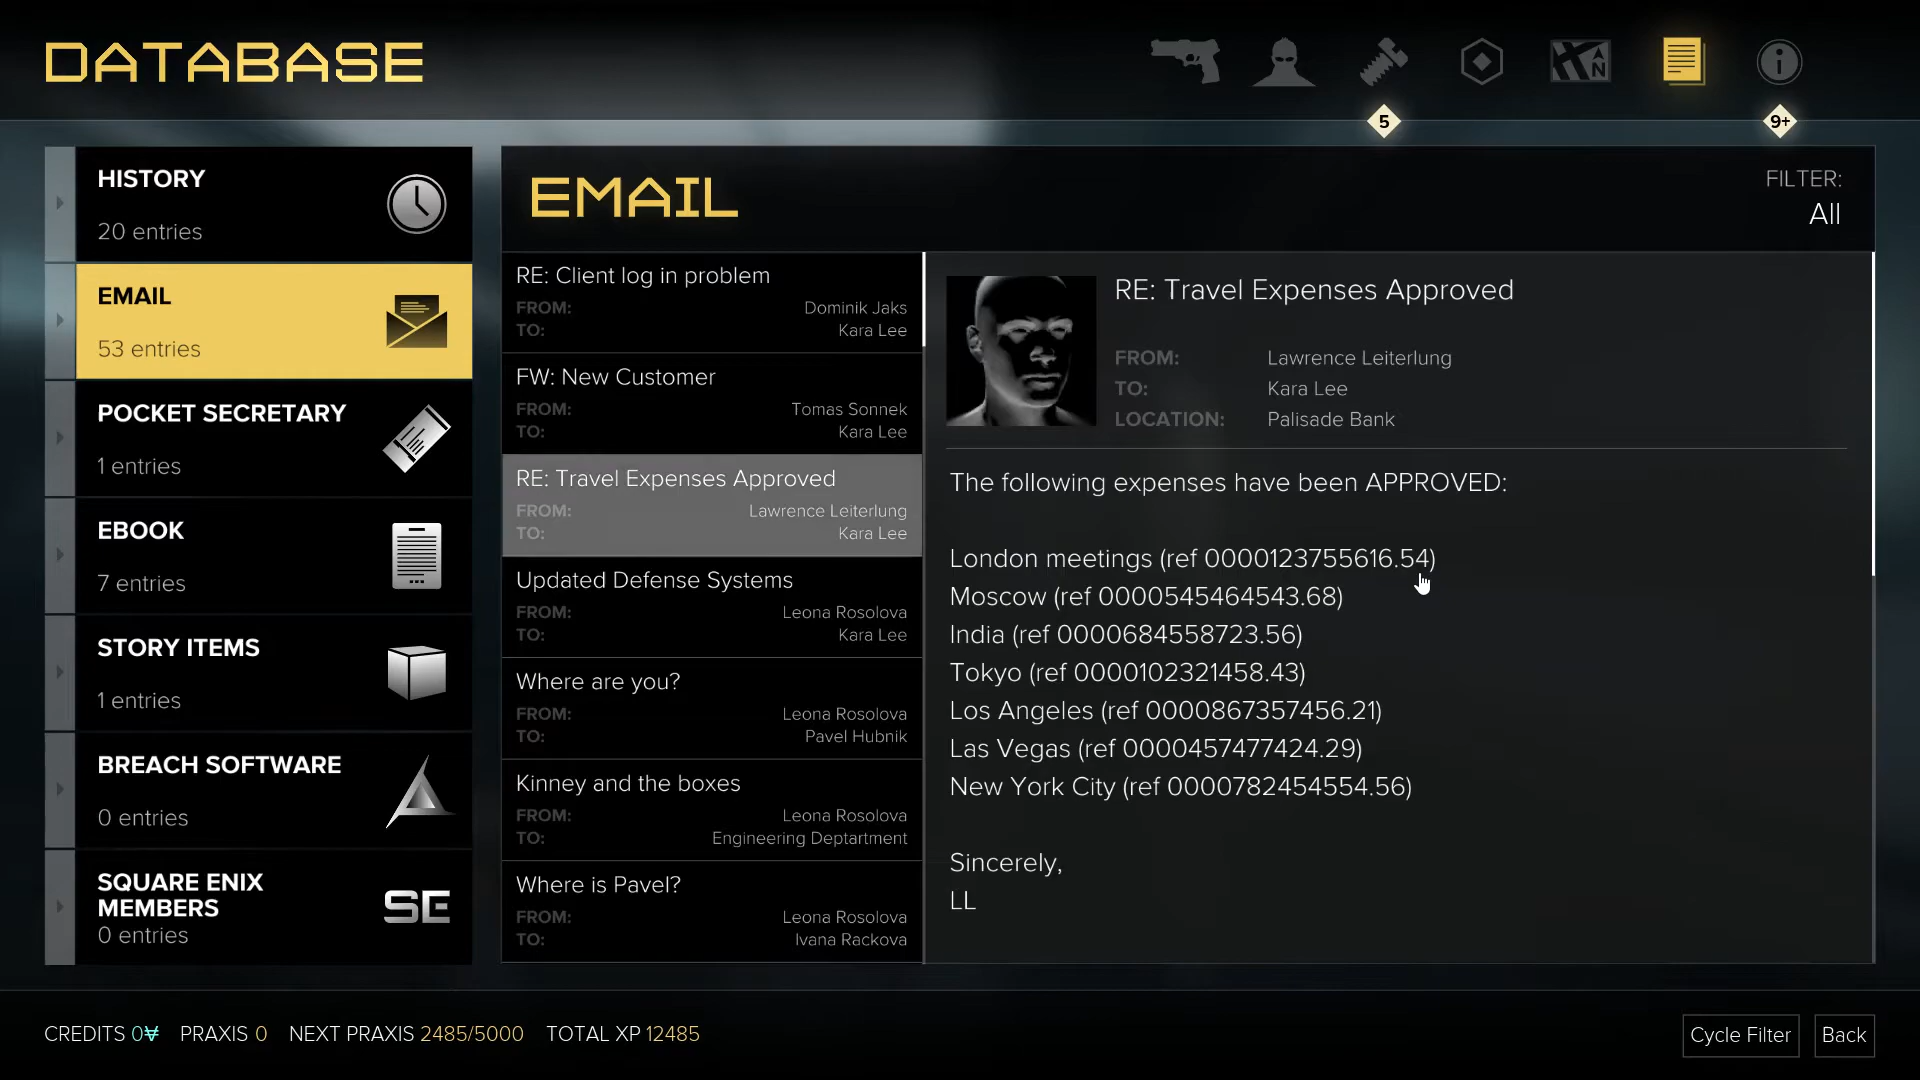 DATABASE
5
9+
HISTORY
20 entries
EMAIL
53 entries
POCKET SECRETARY
1 entries
EBOOK
7 entries
STORY ITEMS
1 entries
BREACH SOFTWARE
0 entries
SQUARE ENIX
MEMBERS
0 entries
SE
EMAIL
FILTER:
All
RE: Client log in problem
FROM: Dominik Jaks
TO: Kara Lee
FW: New Customer
FROM: Tomas Sonnek
TO: Kara Lee
RE: Travel Expenses Approved
FROM: Lawrence Leiterlung
TO: Kara Lee
Updated Defense Systems
FROM: Leona Rosolova
TO: Kara Lee
Where are you?
FROM: Leona Rosolova
TO: Pavel Hubnik
Kinney and the boxes
FROM: Leona Rosolova
TO: Engineering Deptartment
Where is Pavel?
FROM: Leona Rosolova
TO: Ivana Rackova
RE: Travel Expenses Approved
FROM: Lawrence Leiterlung
TO: Kara Lee
LOCATION: Palisade Bank
The following expenses have been APPROVED:
London meetings (ref 0000123755616.54)
Moscow (ref 0000545464543.68)
India (ref 0000684558723.56)
Tokyo (ref 0000102321458.43)
Los Angeles (ref 0000867357456.21)
Las Vegas (ref 0000457477424.29)
New York City (ref 0000782454554.56)
Sincerely,
LL
CREDITS 0 PRAXIS 0 NEXT PRAXIS 2485/5000 TOTAL XP 12485
Cycle Filter
Back